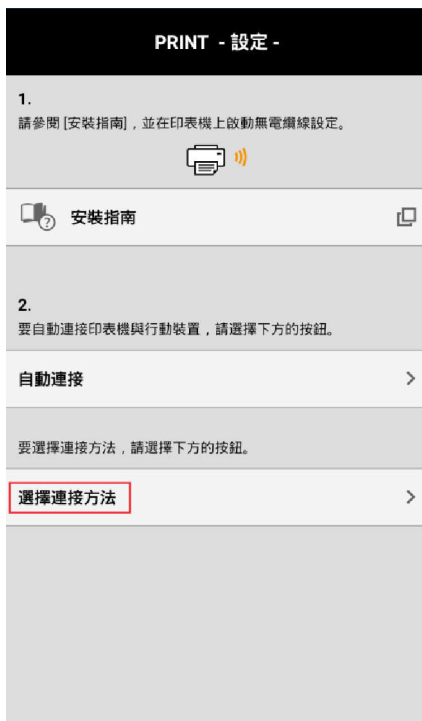 PRINT - 設定 -
1.
請參閱 [安裝指南]，並在印表機上啟動無電纜線設定。
安裝指南
2.
要自動連接印表機與行動裝置，請選擇下方的按鈕。
自動連接
要選擇連接方法，請選擇下方的按鈕。
選擇連接方法